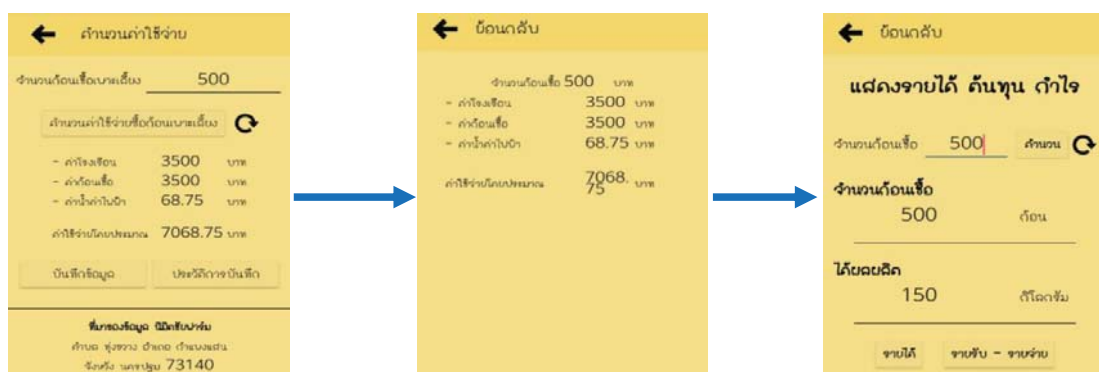 คำนวนค่าใช้จ่าย
จำนวนก้อนเชื้อเพาะเลี้ยง 500
คำนวนค่าใช้จ่ายซื้อก้อนเพาะเลี้ยง
- ค่าโรงเรือน 3500 บาท
- ค่าก้อนเชื้อ 3500 บาท
- ค่าน้ำค่าไฟฟ้า 68.75 บาท
ค่าใช้จ่ายโดยประมาณ 7068.75 บาท
บันทึกข้อมูล ประวัติการบันทึก
ที่มาของข้อมูล นิมิตรับฟาร์ม
ตำบล ทุ่งขวาง อำเภอ กำแพงแสน
จังหวัด นครปฐม 73140
ย้อนกลับ
จำนวนก้อนเชื้อ 500 บาท
- ค่าโรงเรือน 3500 บาท
- ค่าก้อนเชื้อ 3500 บาท
- ค่าน้ำค่าไฟฟ้า 68.75 บาท
ค่าใช้จ่ายโดยประมาณ 7068. บาท
75
ย้อนกลับ
แสดงรายได้ ต้นทุน กำไร
จำนวนก้อนเชื้อ 500 คำนวน
จำนวนก้อนเชื้อ
500 ก้อน
ได้ผลผลิต
150 กิโลกรัม
รายได้ รายรับ - รายจ่าย